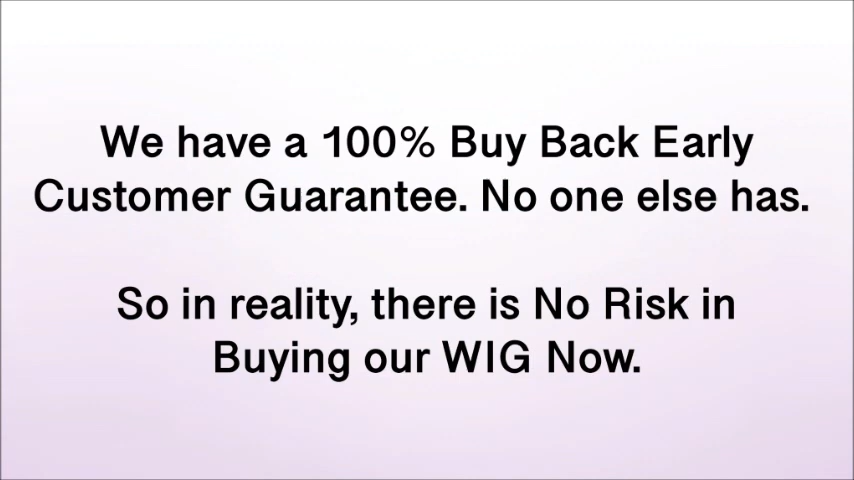 We have a 100% Buy Back Early
Customer Guarantee. No one else has.
So in reality, there is No Risk in
Buying our WIG Now.